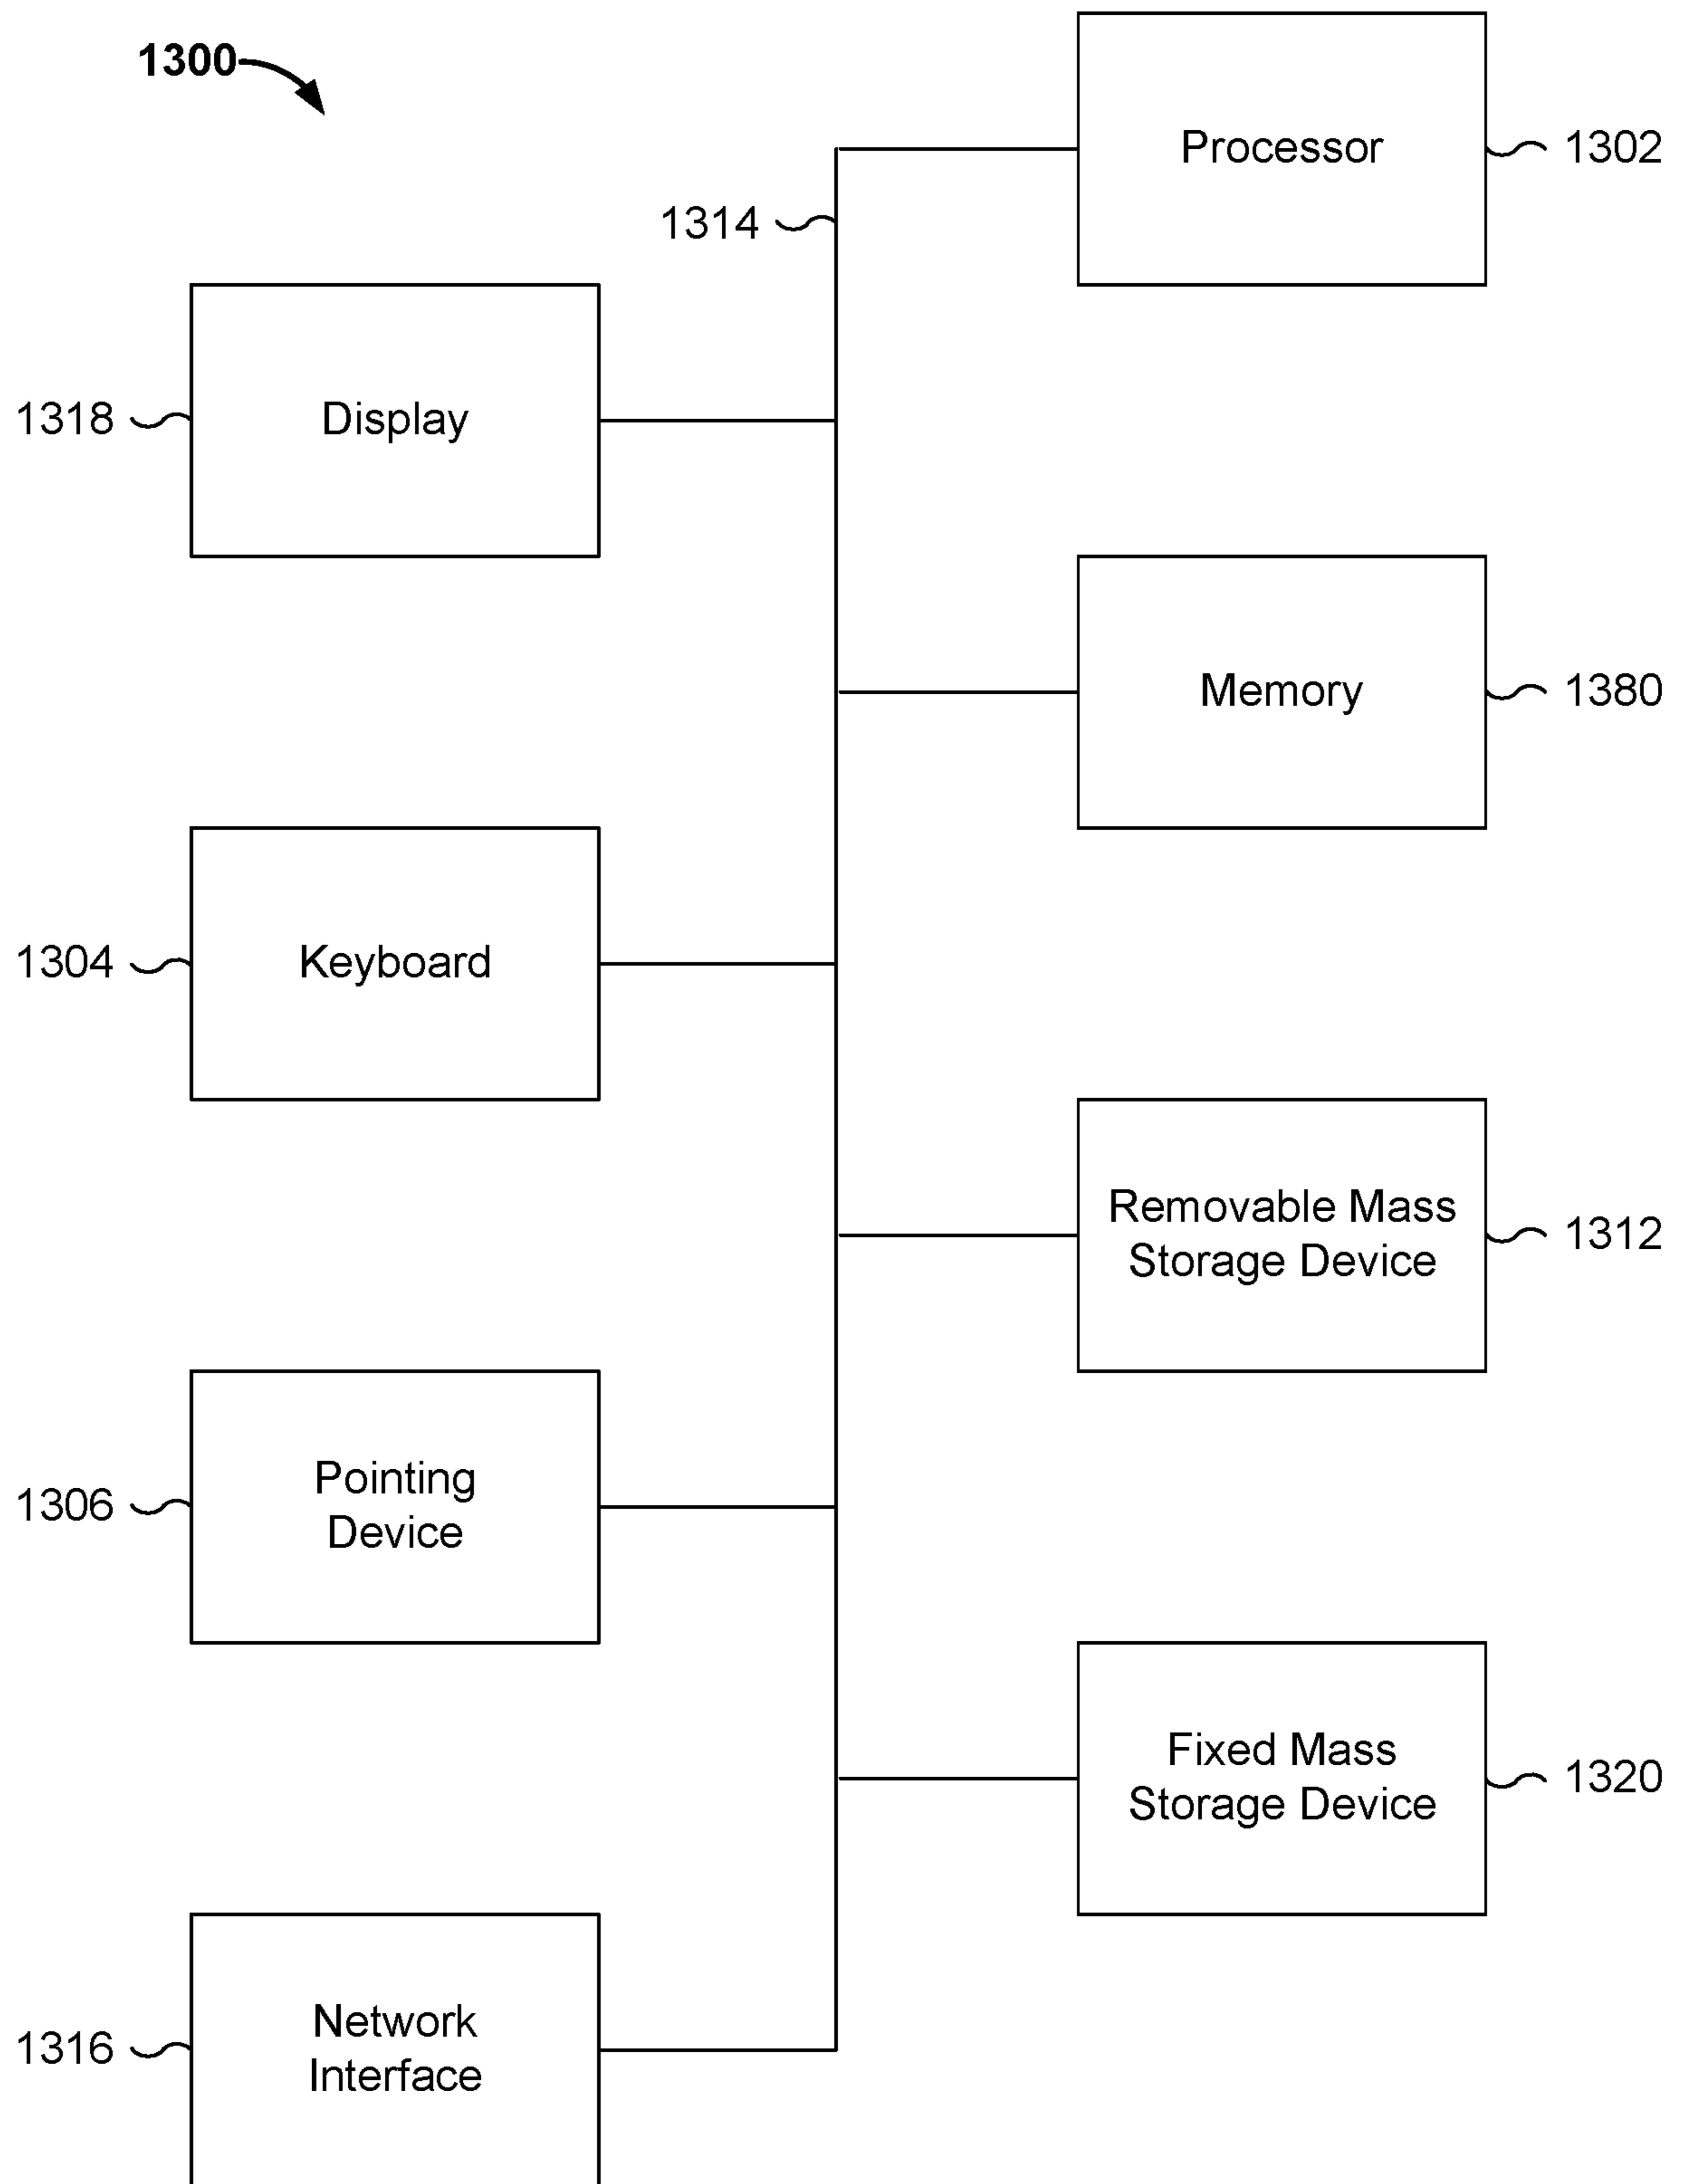 1300
Processor
1302
1314
Display
1318
Memory
1380
Keyboard
1304
Removable Mass
Storage Device
1312
Pointing
Device
1306
Fixed Mass
Storage Device
1320
Network
Interface
1316